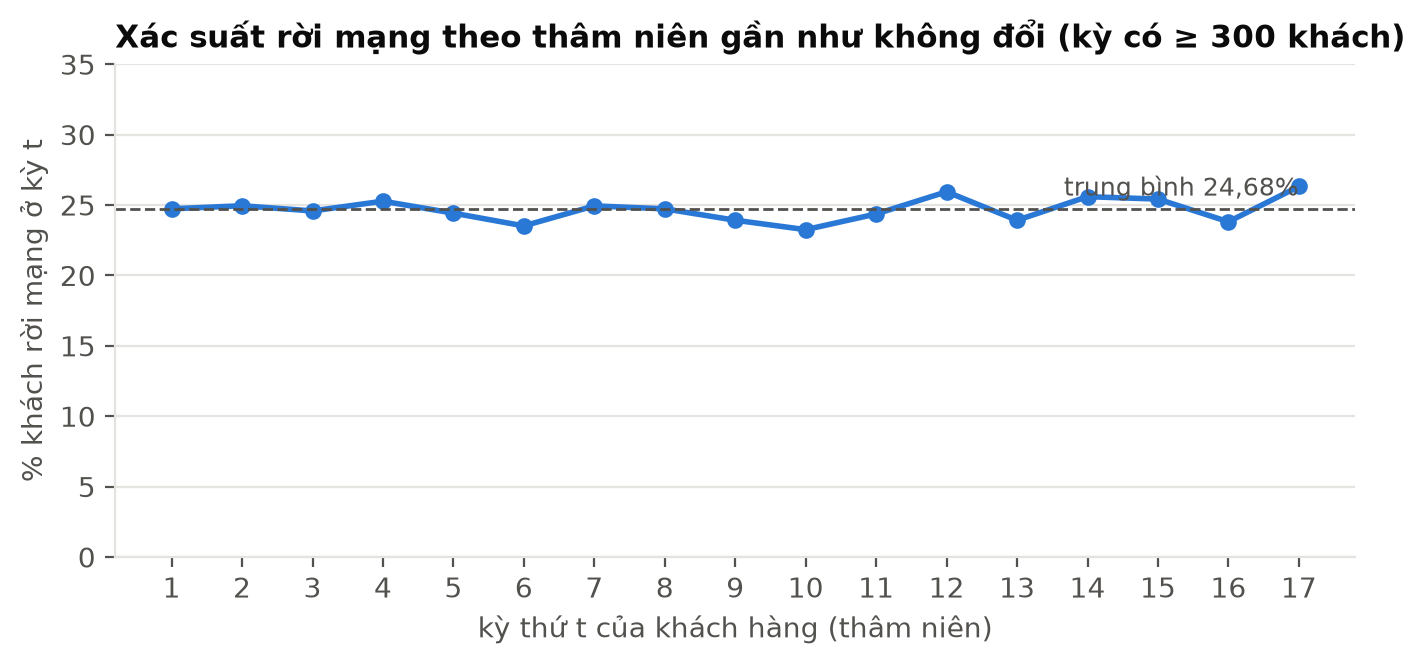 Xác suất rời mạng theo thâm niên gần như không đổi (kỳ có ≥ 300 khách)
% khách rời mạng ở kỳ t
35
30
25
20
15
10
5
0
trung bình 24,68%
1 2 3 4 5 6 7 8 9 10 11 12 13 14 15 16 17
kỳ thứ t của khách hàng (thâm niên)